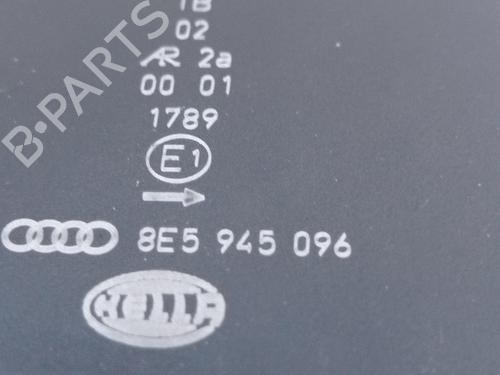 1B
02
AR 2a
00 01
1789
E1
8E5 945 096
HELLA
B-PARTS